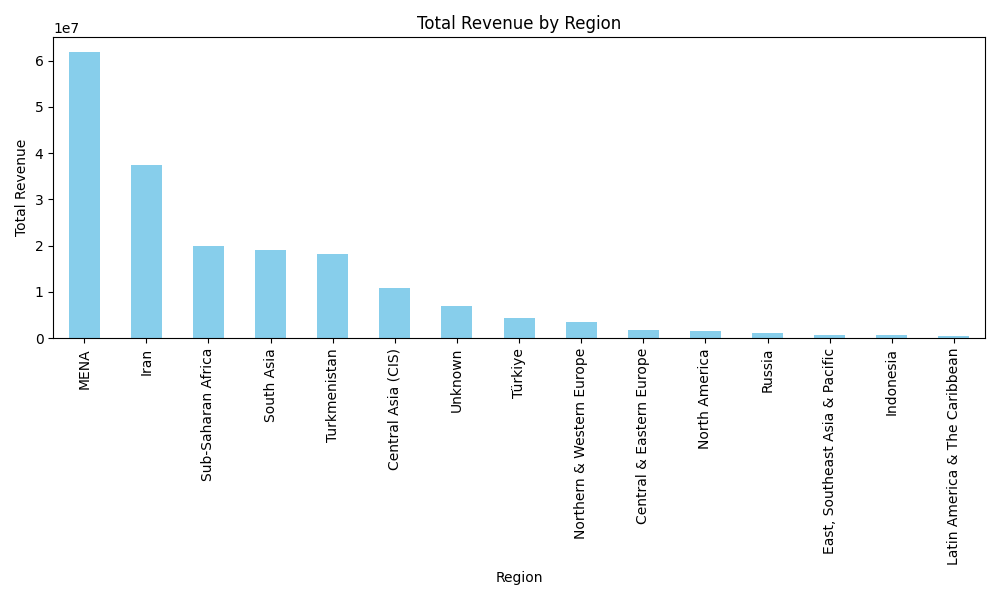 Total Revenue by Region
1e7
Total Revenue
6
5
4
3
2
1
0
MENA
Iran
Sub-Saharan Africa
South Asia
Turkmenistan
Central Asia (CIS)
Unknown
Türkiye
Northern & Western Europe
Central & Eastern Europe
North America
Russia
East, Southeast Asia & Pacific
Indonesia
Latin America & The Caribbean
Region